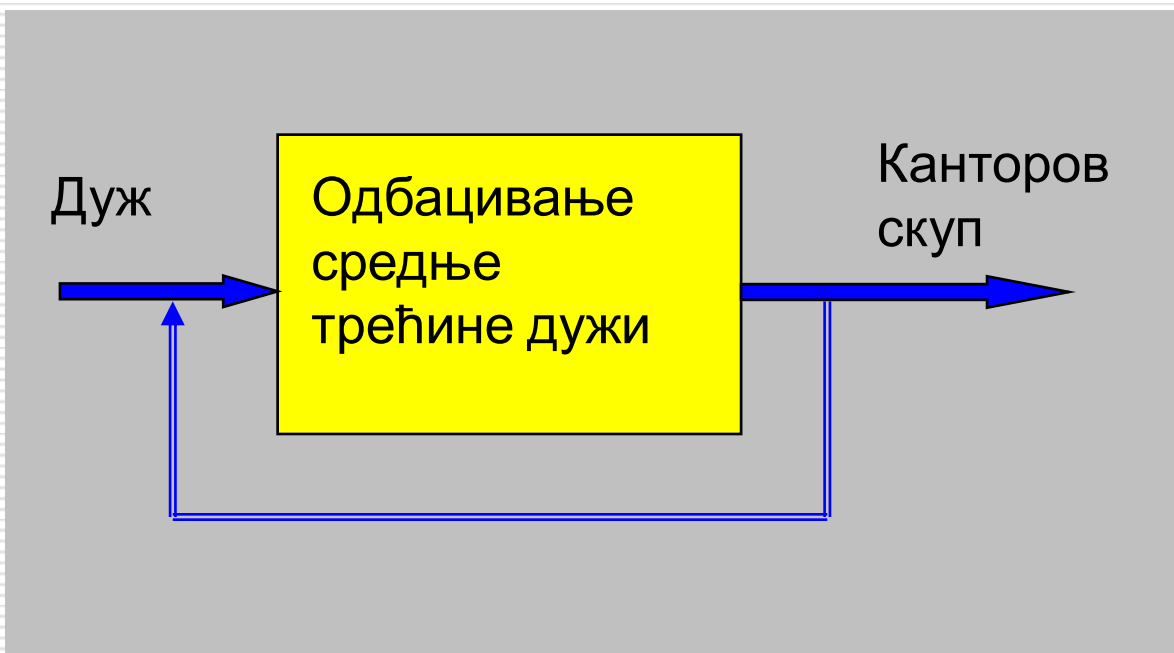 Дуж
Одбацивање
средње
трећине дужи
Канторов
скуп